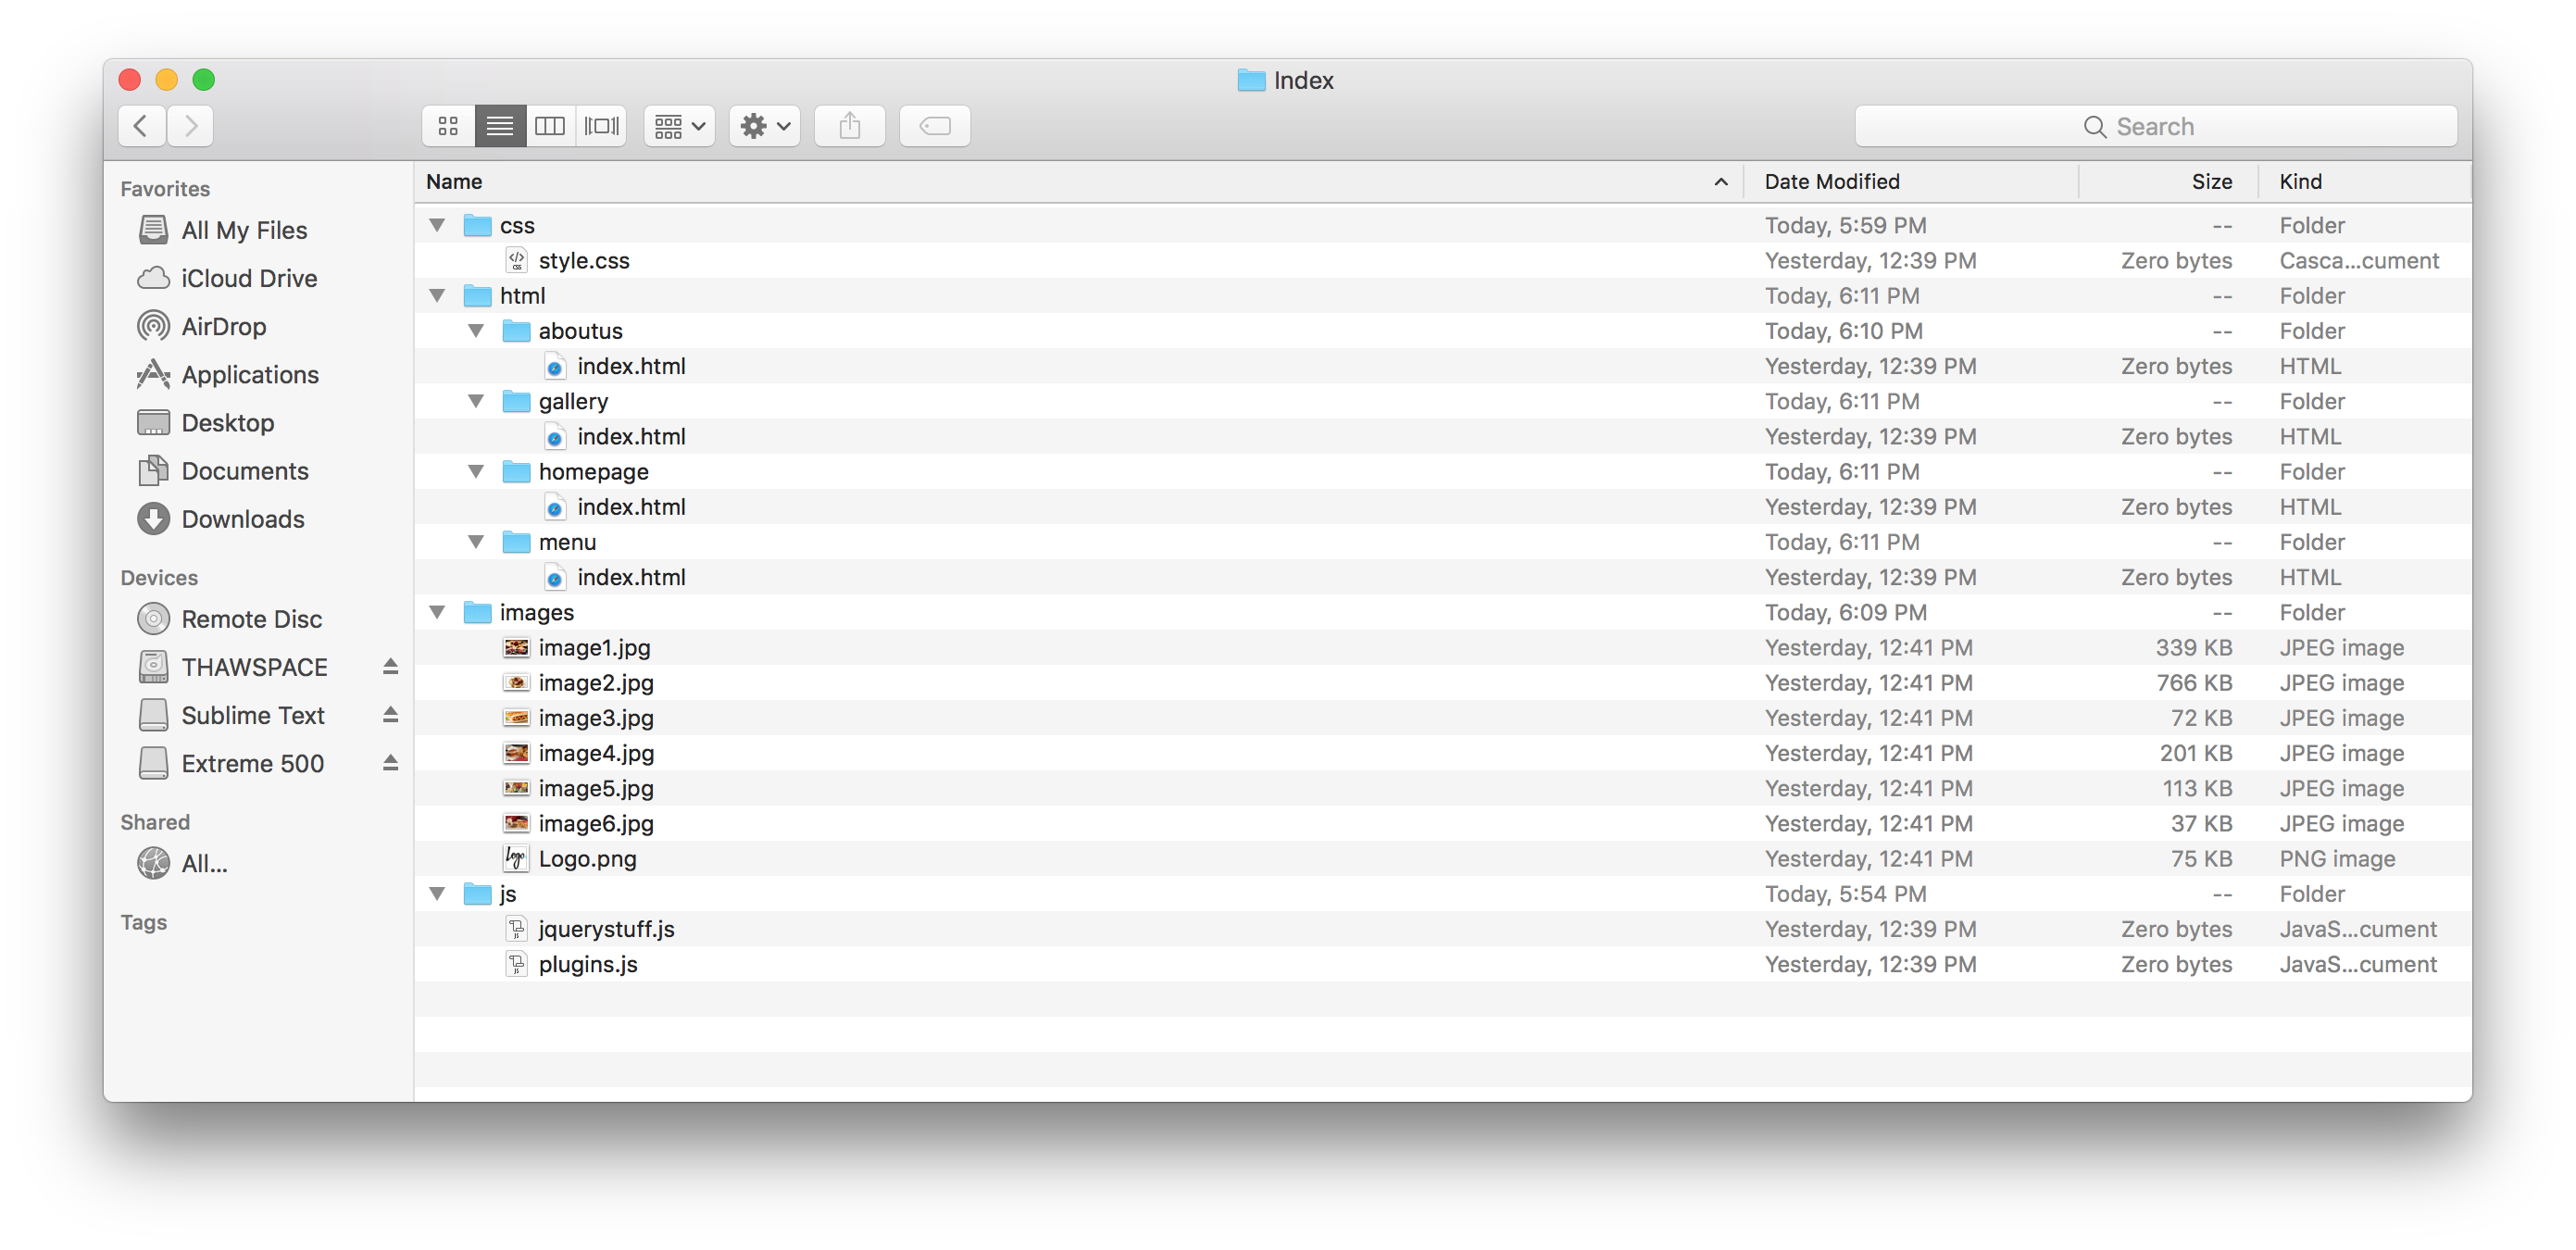 Index
Search
Favorites
All My Files
iCloud Drive
AirDrop
Applications
Desktop
Documents
Downloads
Devices
Remote Disc
THAWSPACE
Sublime Text
Extreme 500
Shared
All...
Tags
Name Date Modified Size Kind
css Today, 5:59 PM -- Folder
style.css Yesterday, 12:39 PM Zero bytes Casca...cument
html Today, 6:11 PM -- Folder
aboutus Today, 6:10 PM -- Folder
index.html Yesterday, 12:39 PM Zero bytes HTML
gallery Today, 6:11 PM -- Folder
index.html Yesterday, 12:39 PM Zero bytes HTML
homepage Today, 6:11 PM -- Folder
index.html Yesterday, 12:39 PM Zero bytes HTML
menu Today, 6:11 PM -- Folder
index.html Yesterday, 12:39 PM Zero bytes HTML
images Today, 6:09 PM -- Folder
image1.jpg Yesterday, 12:41 PM 339 KB JPEG image
image2.jpg Yesterday, 12:41 PM 766 KB JPEG image
image3.jpg Yesterday, 12:41 PM 72 KB JPEG image
image4.jpg Yesterday, 12:41 PM 201 KB JPEG image
image5.jpg Yesterday, 12:41 PM 113 KB JPEG image
image6.jpg Yesterday, 12:41 PM 37 KB JPEG image
Logo Logo.png Yesterday, 12:41 PM 75 KB PNG image
js Today, 5:54 PM -- Folder
jquerystuff.js Yesterday, 12:39 PM Zero bytes JavaS...cument
plugins.js Yesterday, 12:39 PM Zero bytes JavaS...cument